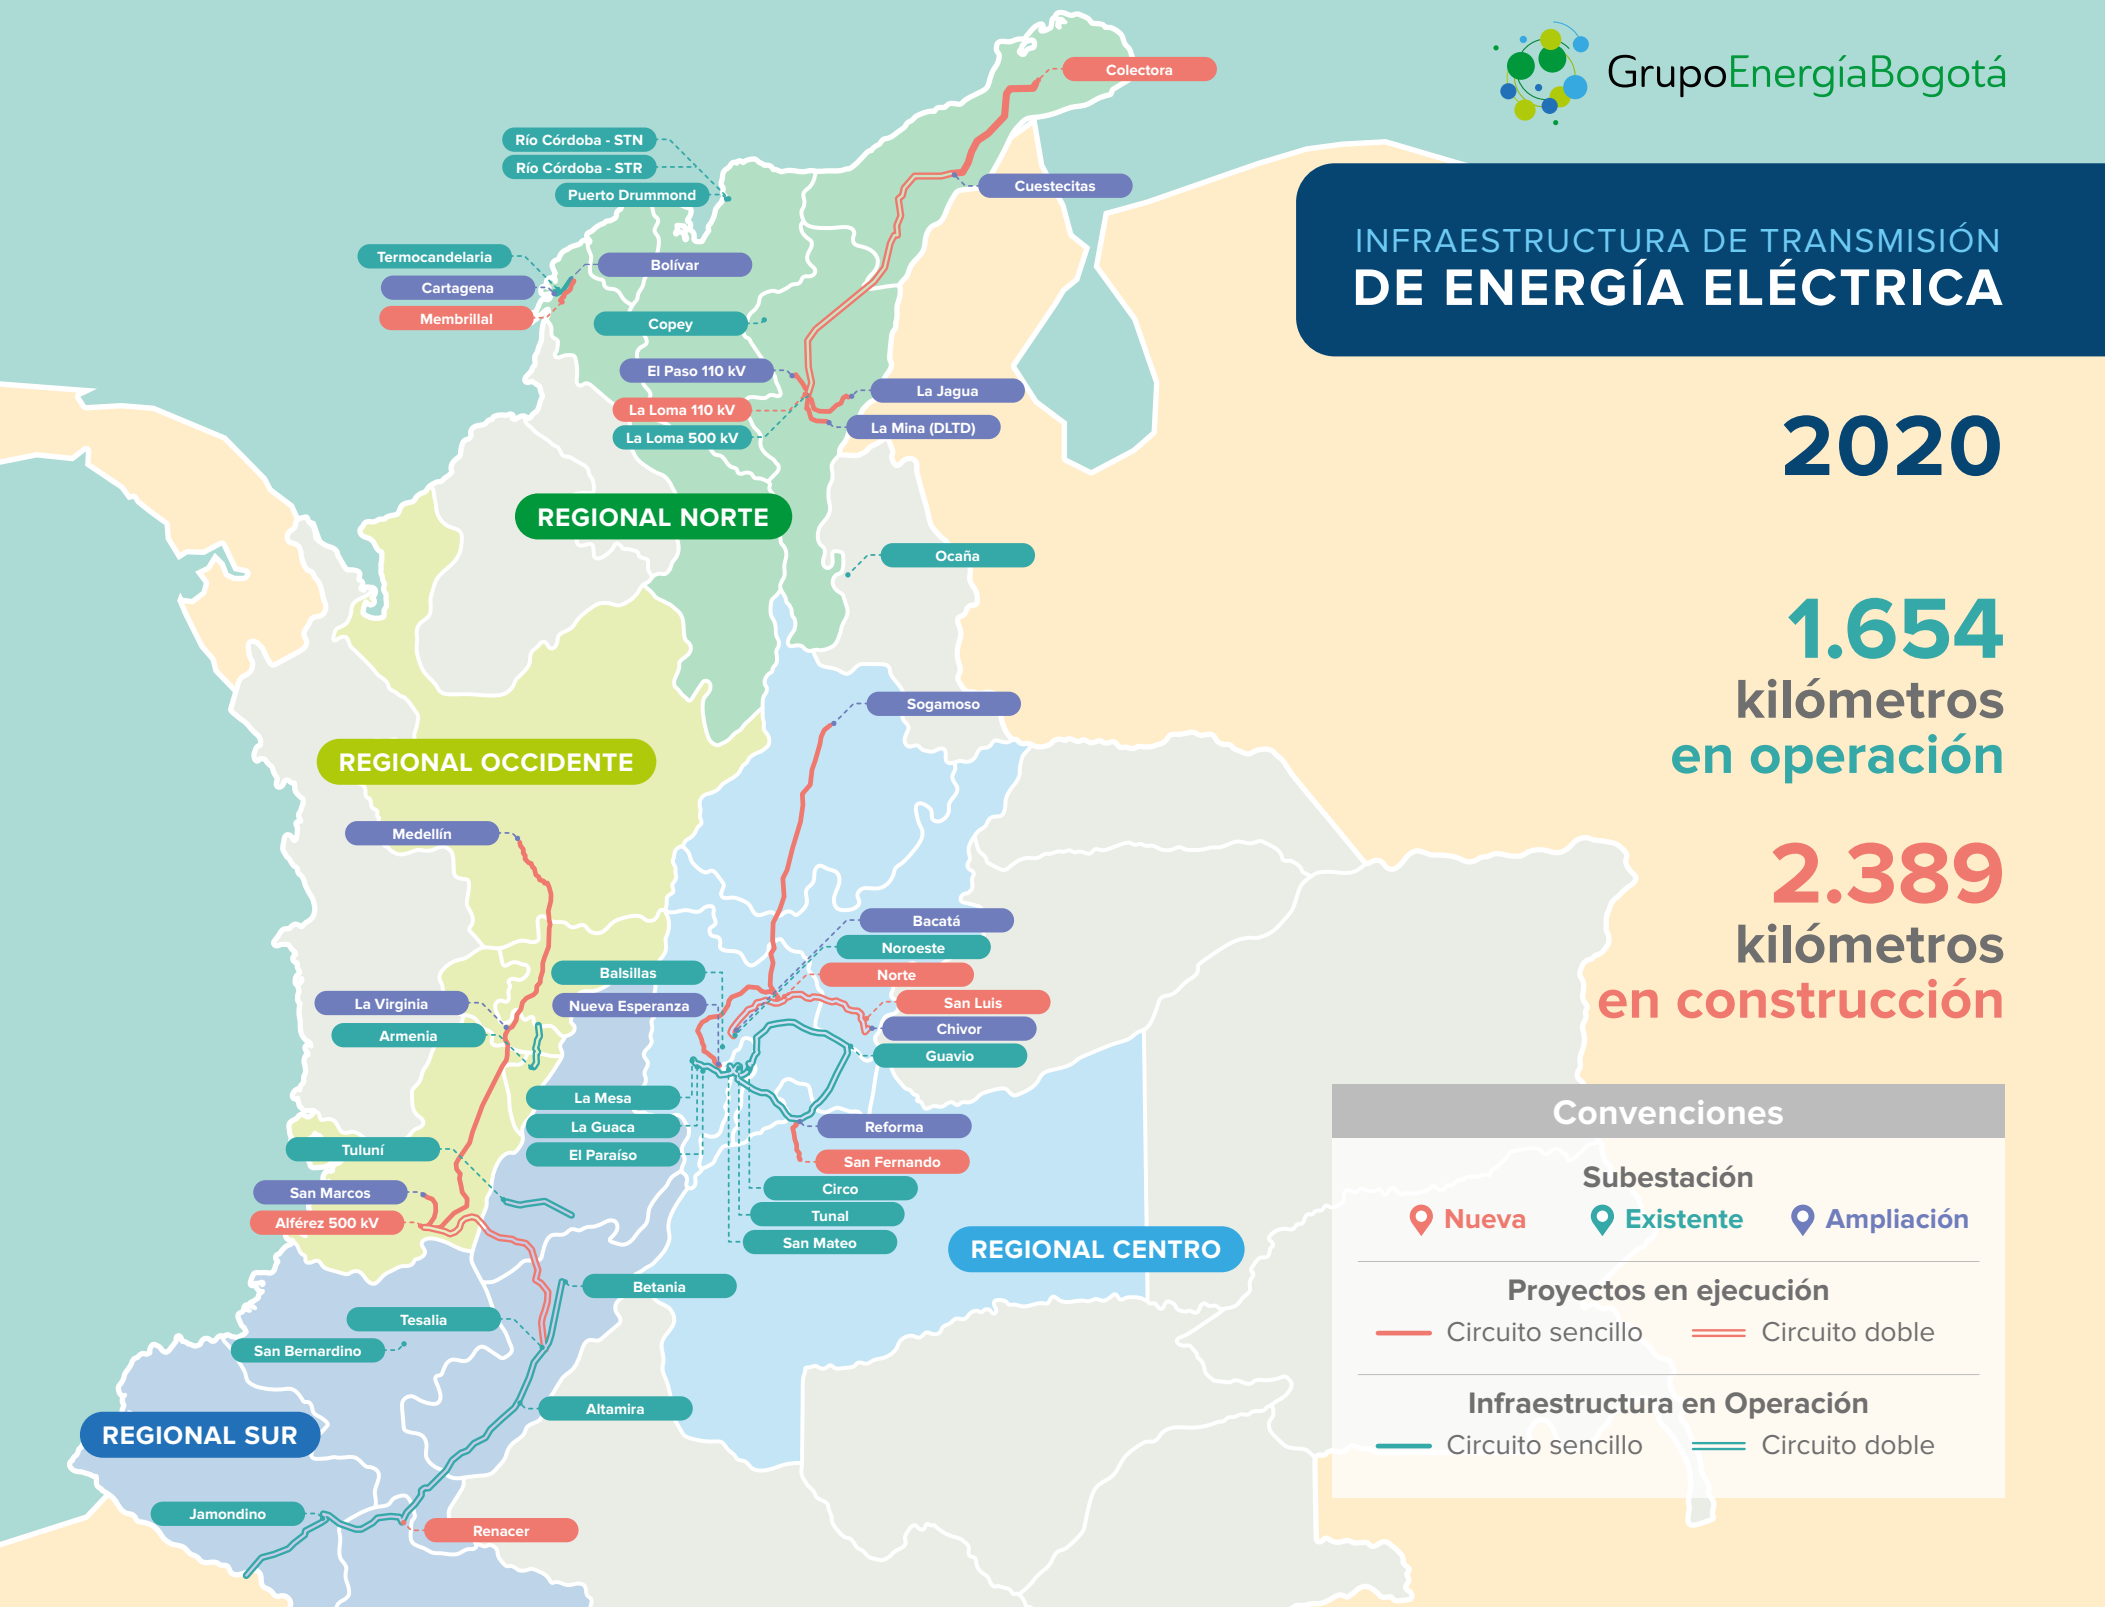 GrupoEnergíaBogotá
INFRAESTRUCTURA DE TRANSMISIÓN
DE ENERGÍA ELÉCTRICA
2020
1.654
kilómetros
en operación
2.389
kilómetros
en construcción
Colectora
Río Córdoba - STN
Río Córdoba - STR
Puerto Drummond
Cuestecitas
Termocandelaria
Bolívar
Cartagena
Membrillal
Copey
El Paso 110 kV
La Jagua
La Loma 110 kV
La Mina (DLTD)
La Loma 500 kV
REGIONAL NORTE
Ocaña
Sogamoso
REGIONAL OCCIDENTE
Medellín
Bacatá
Noroeste
Balsillas
Norte
La Virginia
Nueva Esperanza
San Luis
Armenia
Chivor
Guavio
La Mesa
La Guaca
Reforma
Tuluní
El Paraíso
San Fernando
San Marcos
Circo
Alférez 500 kV
Tunal
San Mateo
REGIONAL CENTRO
Betania
Tesalia
San Bernardino
Altamira
REGIONAL SUR
Jamondino
Renacer
Convenciones
Subestación
Nueva Existente Ampliación
Proyectos en ejecución
Circuito sencillo Circuito doble
Infraestructura en Operación
Circuito sencillo Circuito doble